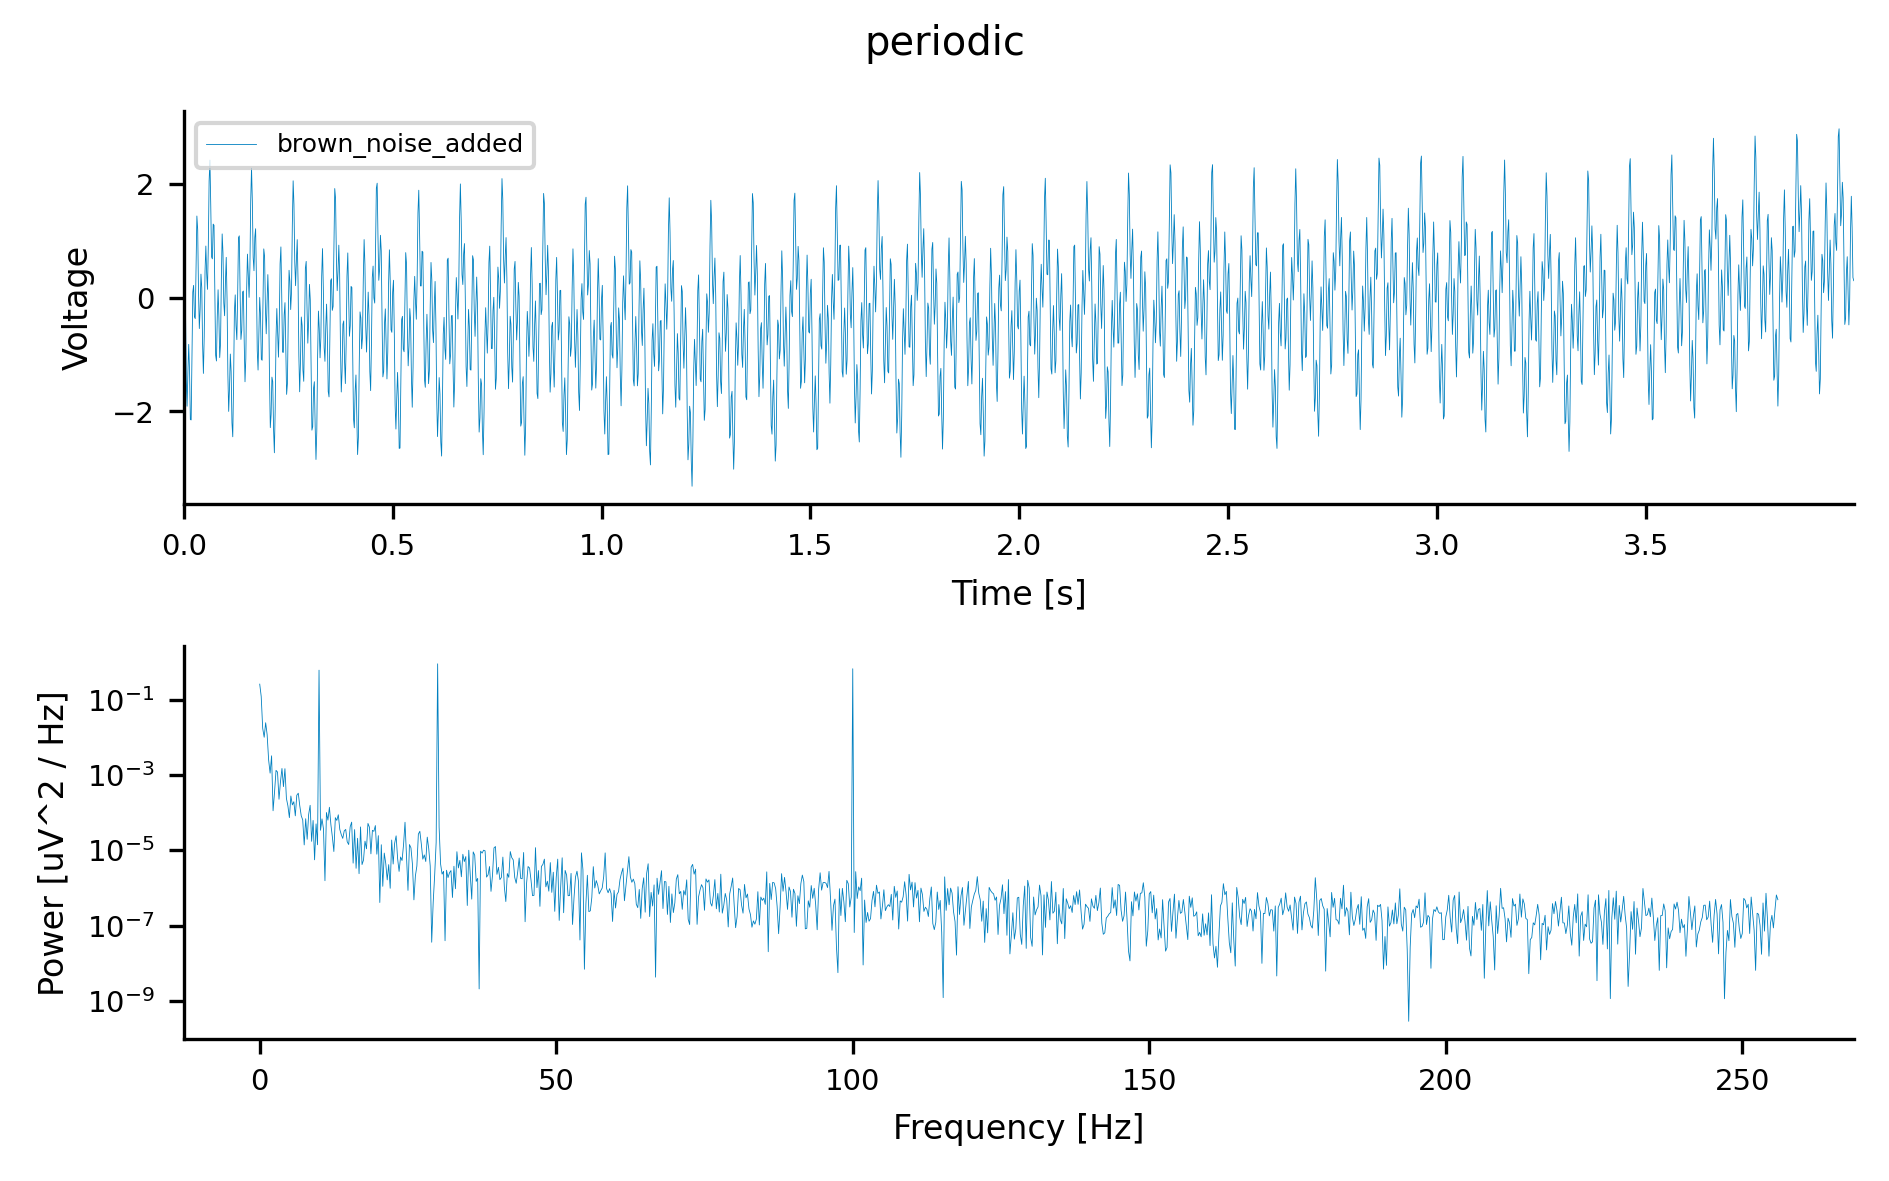 periodic
brown_noise_added
Voltage
2
0
−2
0.0 0.5 1.0 1.5 2.0 2.5 3.0 3.5
Time [s]
Power [uV^2 / Hz]
10⁻¹
10⁻³
10⁻⁵
10⁻⁷
10⁻⁹
0 50 100 150 200 250
Frequency [Hz]